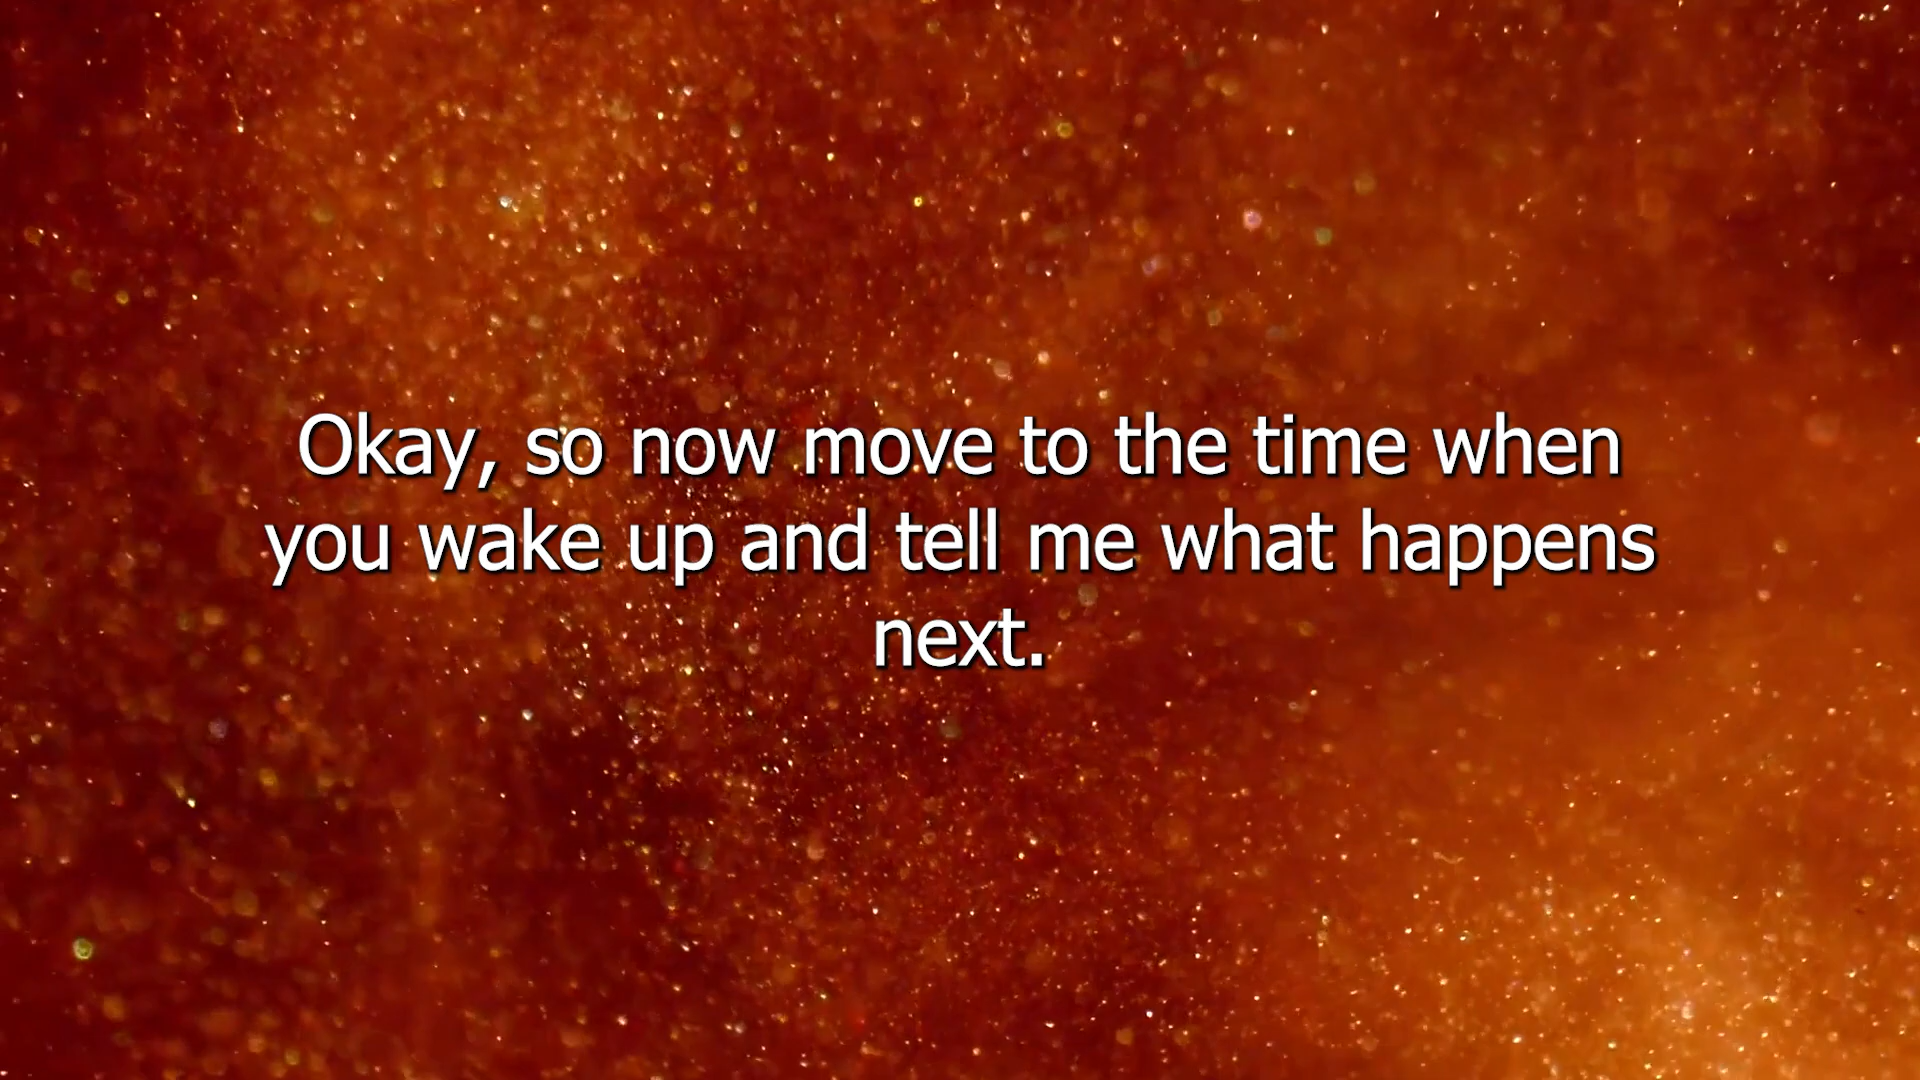 Okay, so now move to the time when
you wake up and tell me what happens
next.